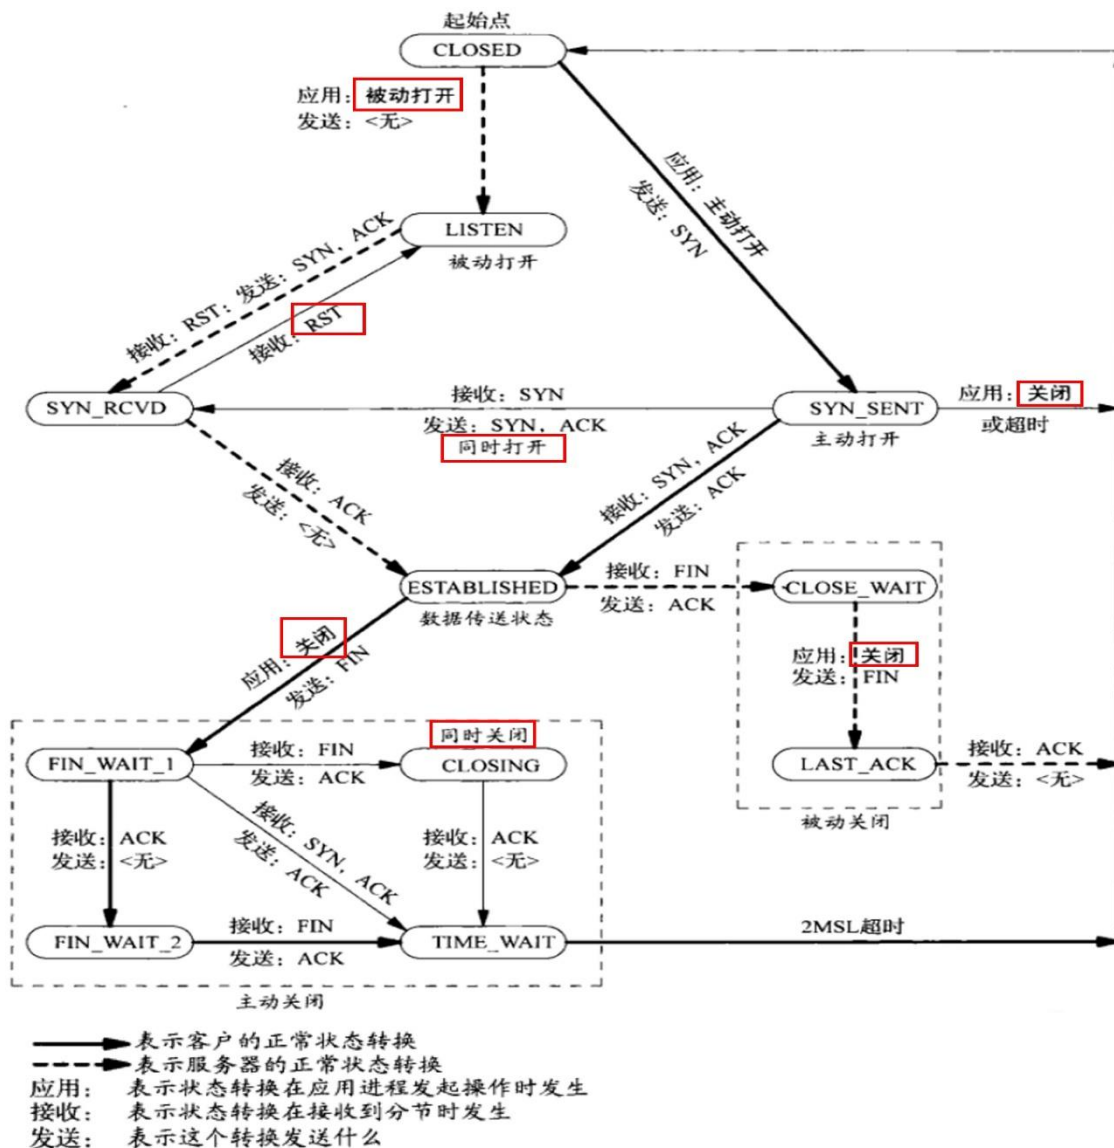 起始点
CLOSED
应用: 被动打开
发送: <无>
应用: 主动打开
发送: SYN
LISTEN
被动打开
接收: RST; 发送: SYN, ACK
接收: RST
SYN_RCVD
接收: SYN
发送: SYN, ACK
同时打开
SYN_SENT
主动打开
应用: 关闭
或超时
接收: ACK
发送: <无>
接收: SYN, ACK
发送: ACK
ESTABLISHED
数据传送状态
接收: FIN
发送: ACK
CLOSE_WAIT
应用: 关闭
发送: FIN
应用: 关闭
发送: FIN
同时关闭
FIN_WAIT_1
接收: FIN
发送: ACK
CLOSING
LAST_ACK
接收: ACK
发送: <无>
被动关闭
接收: ACK
发送: <无>
接收: SYN, ACK
发送: ACK
接收: ACK
发送: <无>
FIN_WAIT_2
接收: FIN
发送: ACK
TIME_WAIT
2MSL超时
主动关闭
表示客户的正常状态转换
表示服务器的正常状态转换
应用: 表示状态转换在应用进程发起操作时发生
接收: 表示状态转换在接收到分节时发生
发送: 表示这个转换发送什么